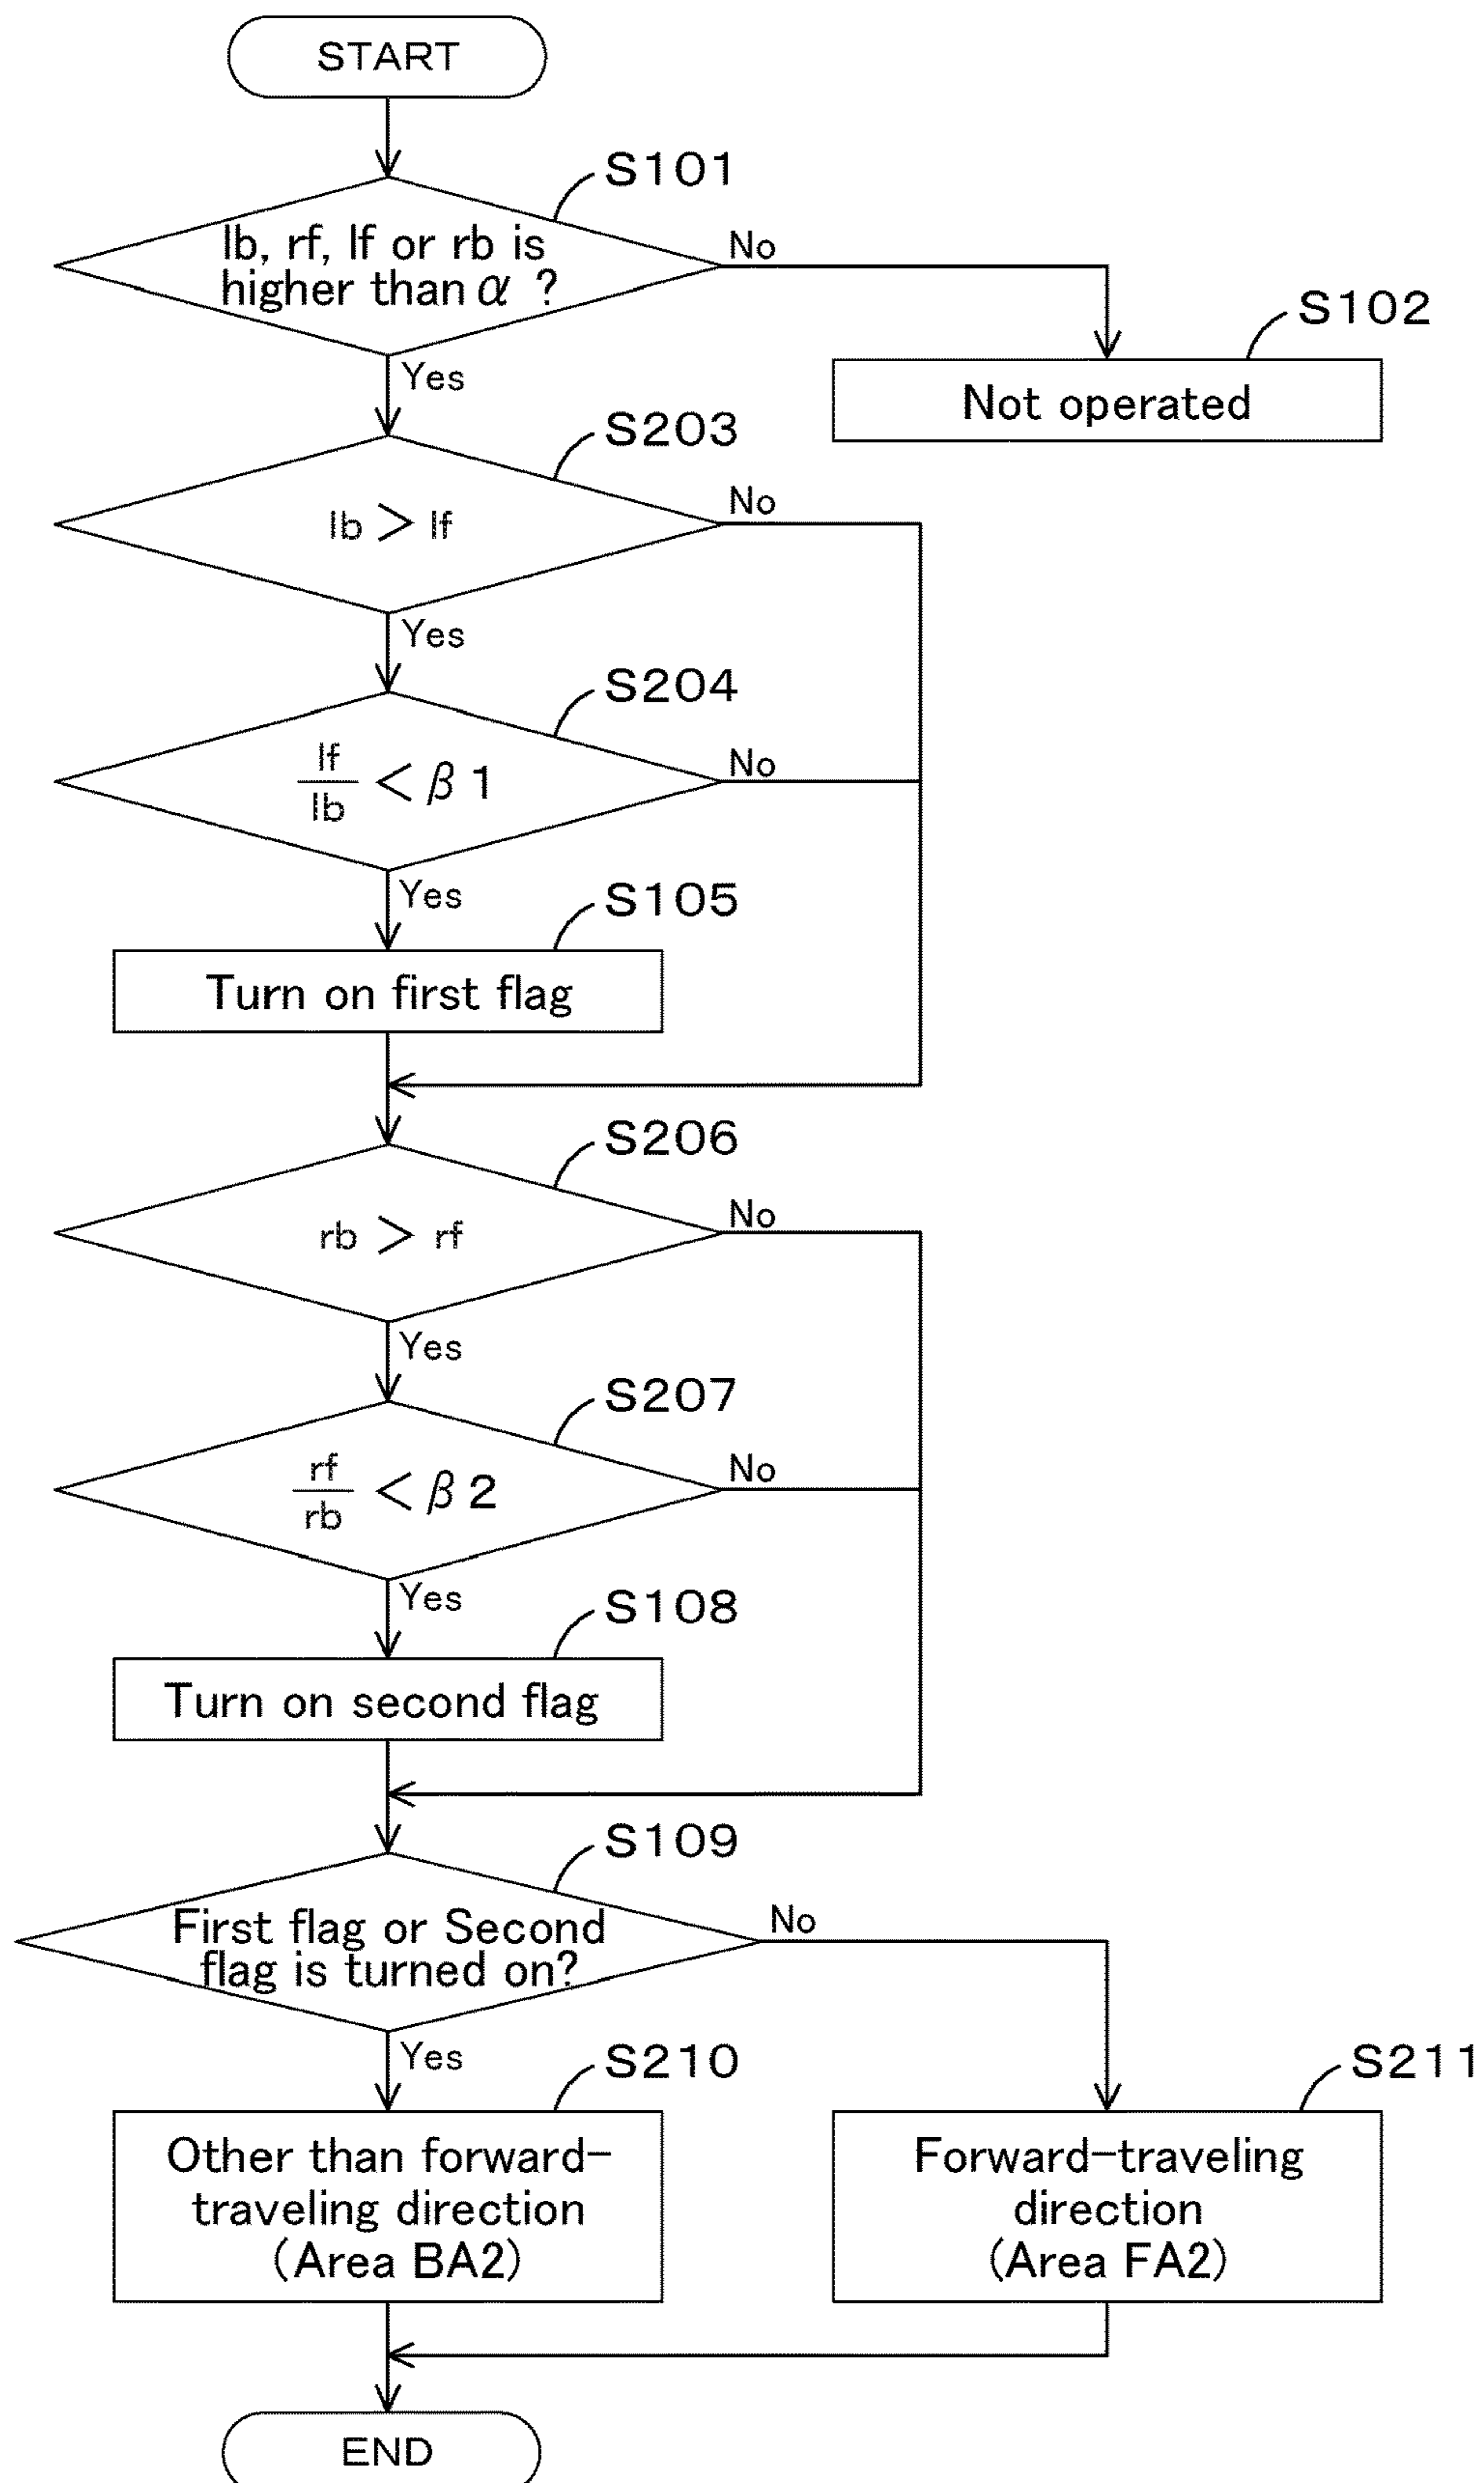 START
S101
lb, rf, lf or rb is
higher than α ?
No
S102
Not operated
Yes
S203
lb > lf
No
Yes
S204
lf
lb
< β 1
No
Yes
S105
Turn on first flag
S206
rb > rf
No
Yes
S207
rf
rb
< β 2
No
Yes
S108
Turn on second flag
S109
First flag or Second
flag is turned on?
No
Yes
S210
Other than forward-
traveling direction
(Area BA2)
S211
Forward-traveling
direction
(Area FA2)
END